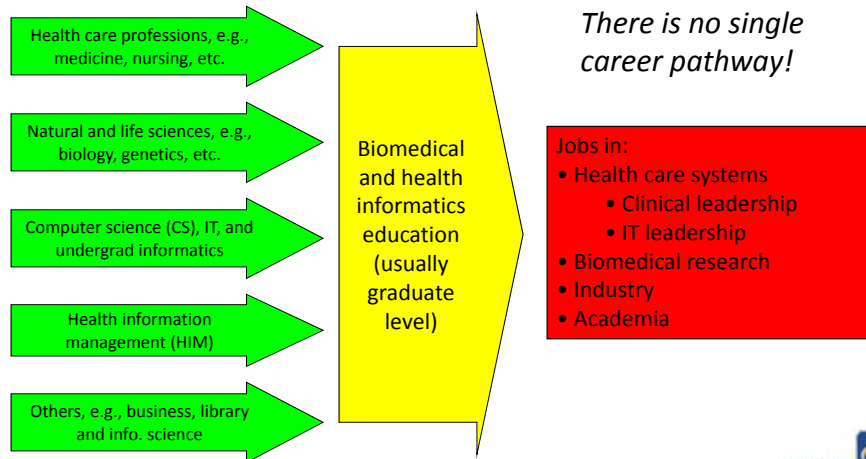 There is no single
career pathway!
Health care professions, e.g.,
medicine, nursing, etc.
Natural and life sciences, e.g.,
biology, genetics, etc.
Computer science (CS), IT, and
undergrad informatics
Health information
management (HIM)
Others, e.g., business, library
and info. science
Biomedical
and health
informatics
education
(usually
graduate
level)
Jobs in:
• Health care systems
• Clinical leadership
• IT leadership
• Biomedical research
• Industry
• Academia